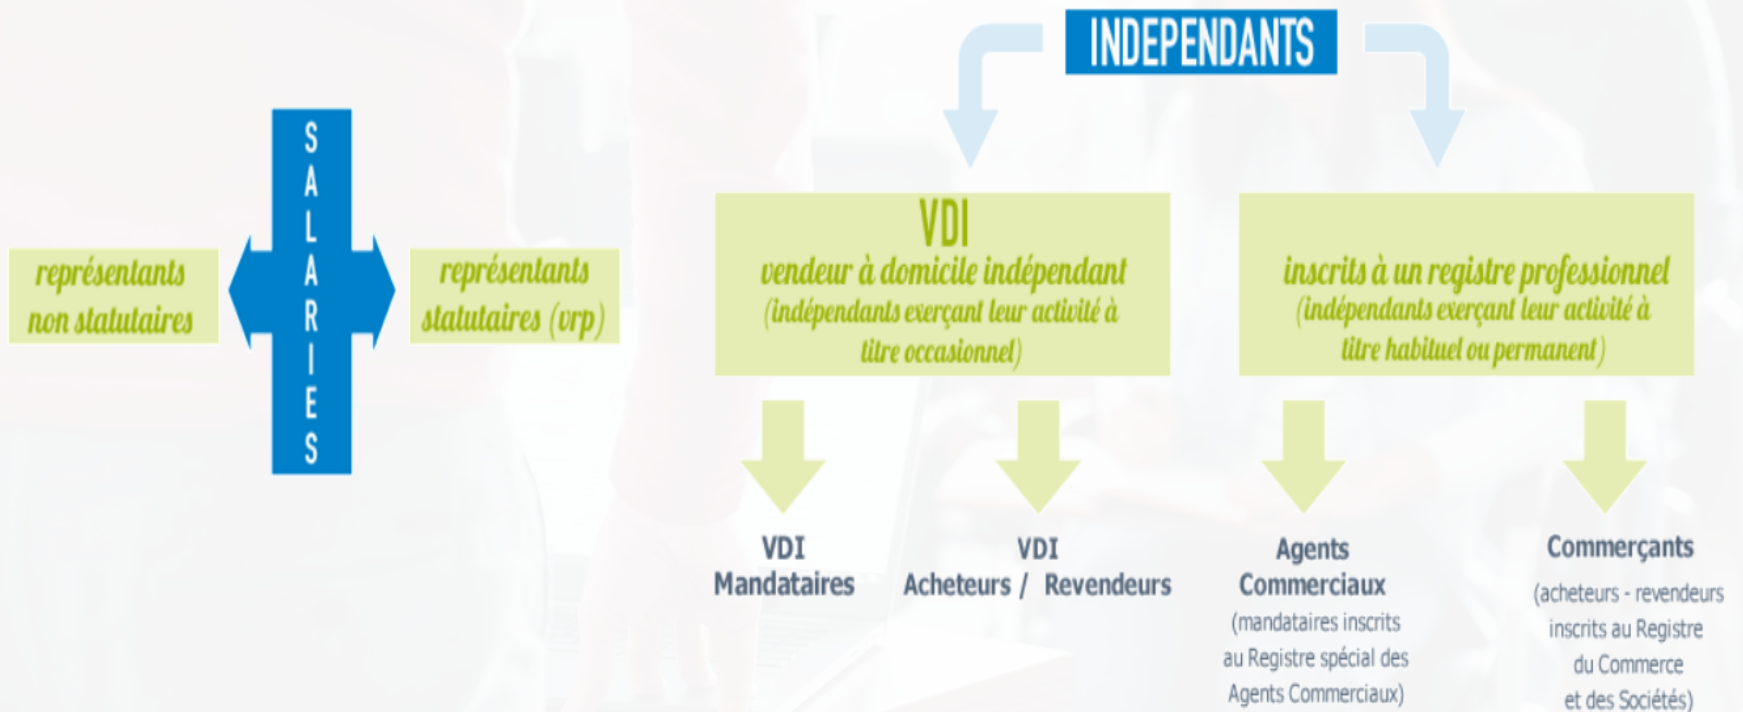 INDEPENDANTS
SALARIES
représentants
non statutaires
représentants
statutaires (vrp)
VDI
vendeur à domicile indépendant
(indépendants exerçant leur activité à
titre occasionnel)
inscrits à un registre professionnel
(indépendants exerçant leur activité à
titre habituel ou permanent)
VDI
Mandataires
VDI
Acheteurs / Revendeurs
Agents
Commerciaux
(mandataires inscrits
au Registre spécial des
Agents Commerciaux)
Commerçants
(acheteurs - revendeurs
inscrits au Registre
du Commerce
et des Sociétés)